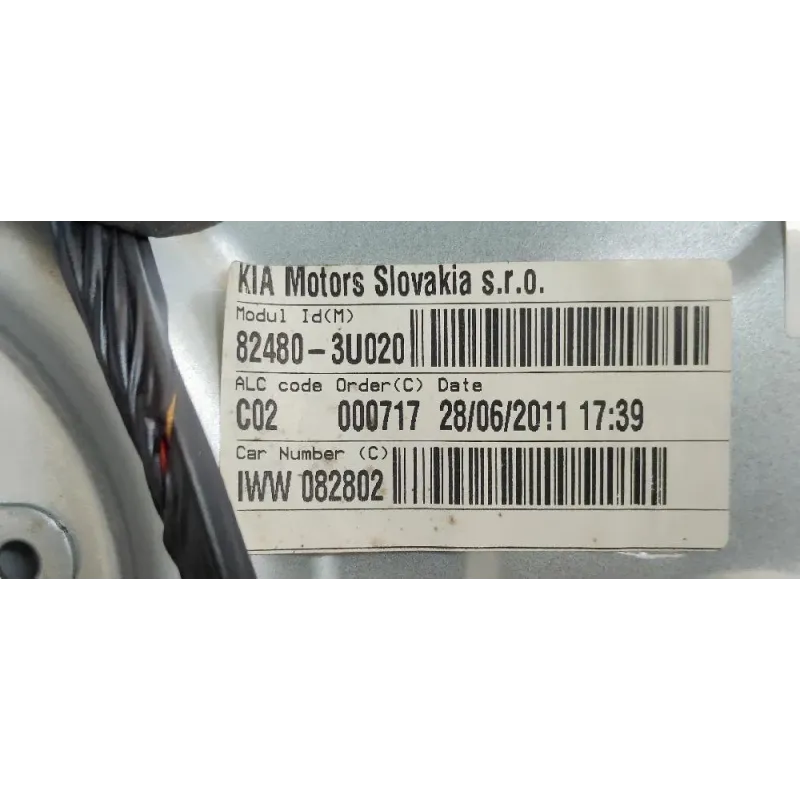 KIA Motors Slovakia s.r.o.
Modul Id(M)
82480-3U020
ALC code Order(C) Date
C02 000717 28/06/2011 17:39
Car Number (C)
IWW 082802